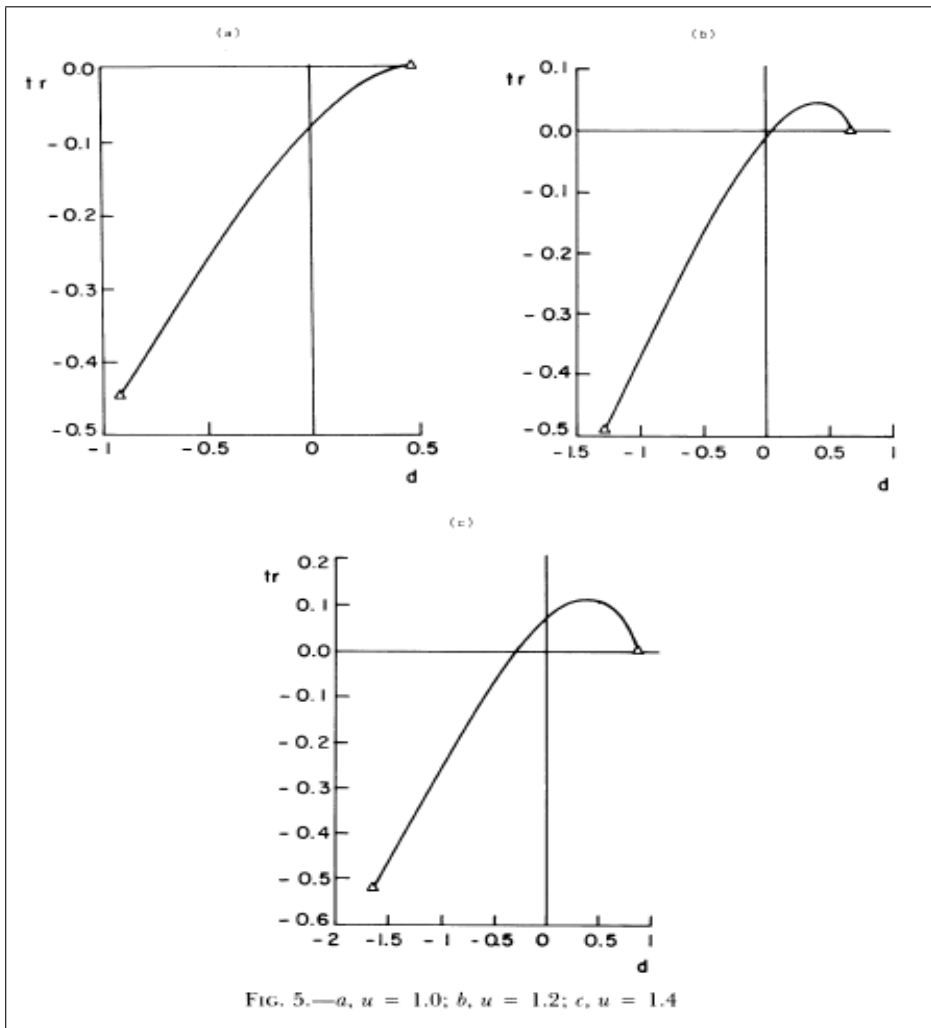 (a)
tr
0.0
- 0.1
- 0.2
- 0.3
- 0.4
- 0.5
-1 -0.5 0 0.5
d
(b)
tr
0.1
0.0
- 0.1
- 0.2
- 0.3
- 0.4
-0.5
-1.5 -1 -0.5 0 0.5 1
d
(c)
tr
0.2
0.1
0.0
- 0.1
- 0.2
- 0.3
- 0.4
- 0.5
- 0.6
-2 -1.5 -1 -0.5 0 0.5 1
d
FIG. 5.—a, u = 1.0; b, u = 1.2; c, u = 1.4